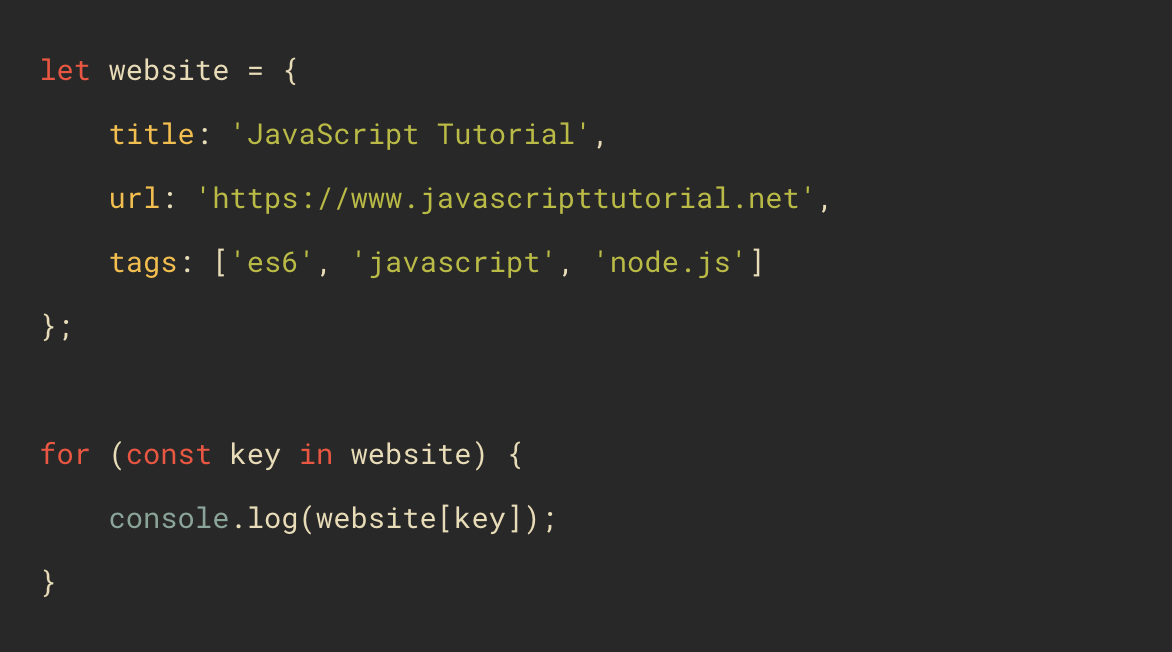 let website = {
    title: 'JavaScript Tutorial',
    url: 'https://www.javascripttutorial.net',
    tags: ['es6', 'javascript', 'node.js']
};
for (const key in website) {
    console.log(website[key]);
}